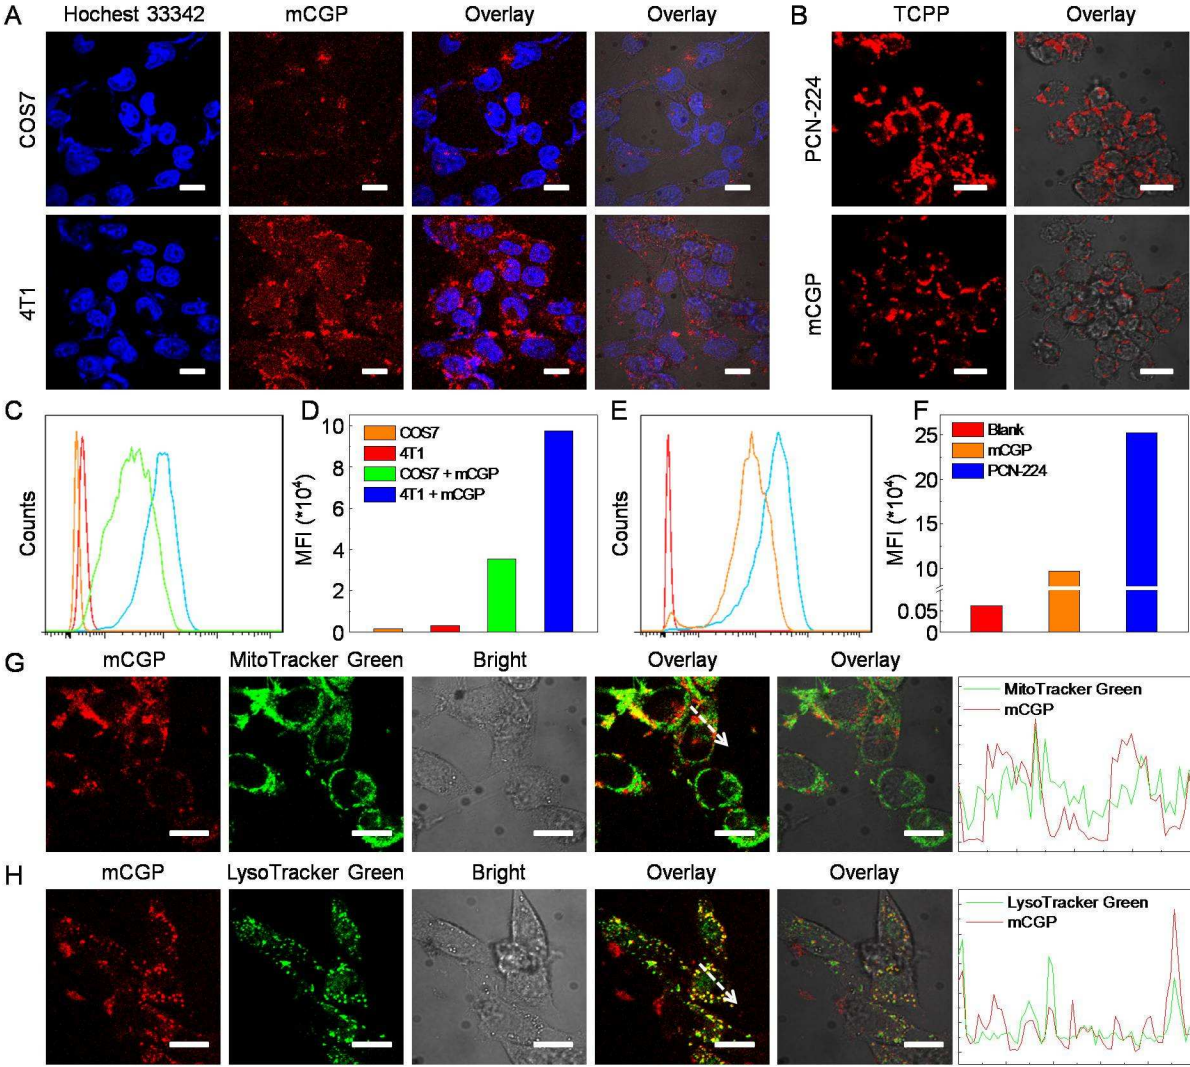 A Hochest 33342 mCGP Overlay Overlay
B TCPP Overlay
COS7
4T1
PCN-224
mCGP
C
Counts
D
MFI (*10⁴)
10
8
6
4
2
0
COS7
4T1
COS7 + mCGP
4T1 + mCGP
E
Counts
F
MFI (*10⁴)
25
20
15
10
0.05
0
Blank
mCGP
PCN-224
G mCGP MitoTracker Green Bright Overlay Overlay
MitoTracker Green
mCGP
H mCGP LysoTracker Green Bright Overlay Overlay
LysoTracker Green
mCGP